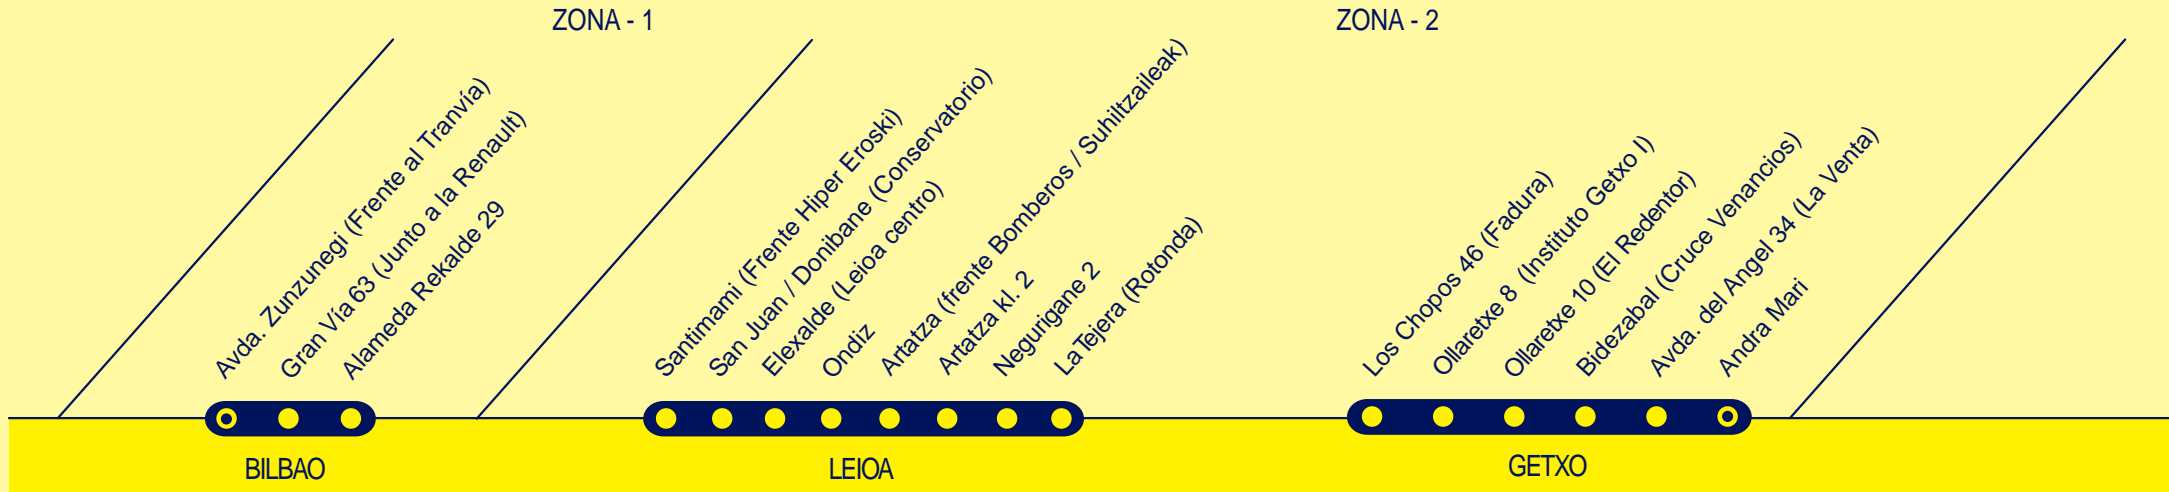 ZONA - 1
ZONA - 2
Avda. Zunzunegi (Frente al Tranvía)
Gran Vía 63 (Junto a la Renault)
Alameda Rekalde 29
Santimami (Frente Hiper Eroski)
San Juan / Donibane (Conservatorio)
Elexalde (Leioa centro)
Ondiz
Artatza (frente Bomberos / Suhiltzaileak)
Artatza kl. 2
Negurigane 2
La Tejera (Rotonda)
Los Chopos 46 (Fadura)
Ollaretxe 8 (Instituto Getxo I)
Ollaretxe 10 (El Redentor)
Bidezabal (Cruce Venancios)
Avda. del Angel 34 (La Venta)
Andra Mari
BILBAO
LEIOA
GETXO